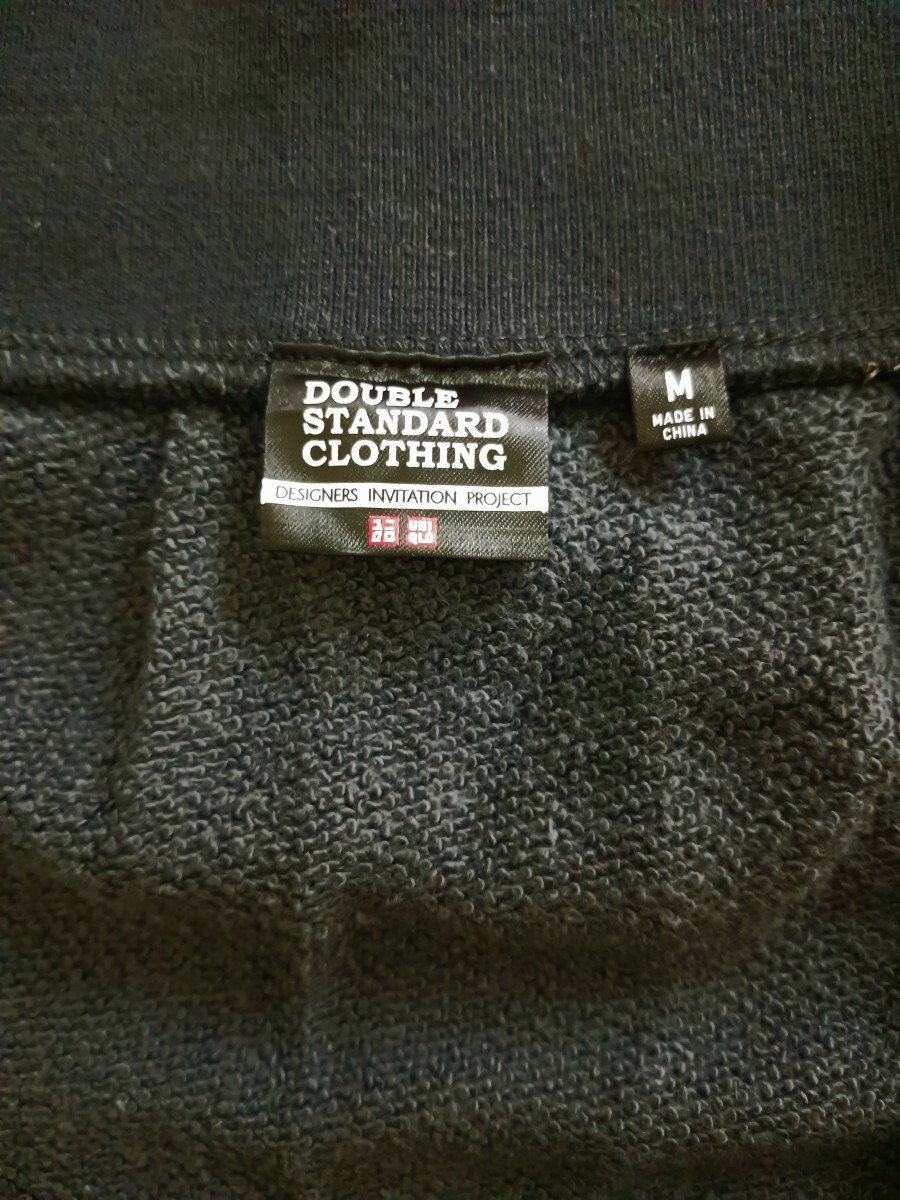 DOUBLE
STANDARD
CLOTHING
DESIGNERS INVITATION PROJECT
ユニ UNI
クロ QLO
M
MADE IN
CHINA